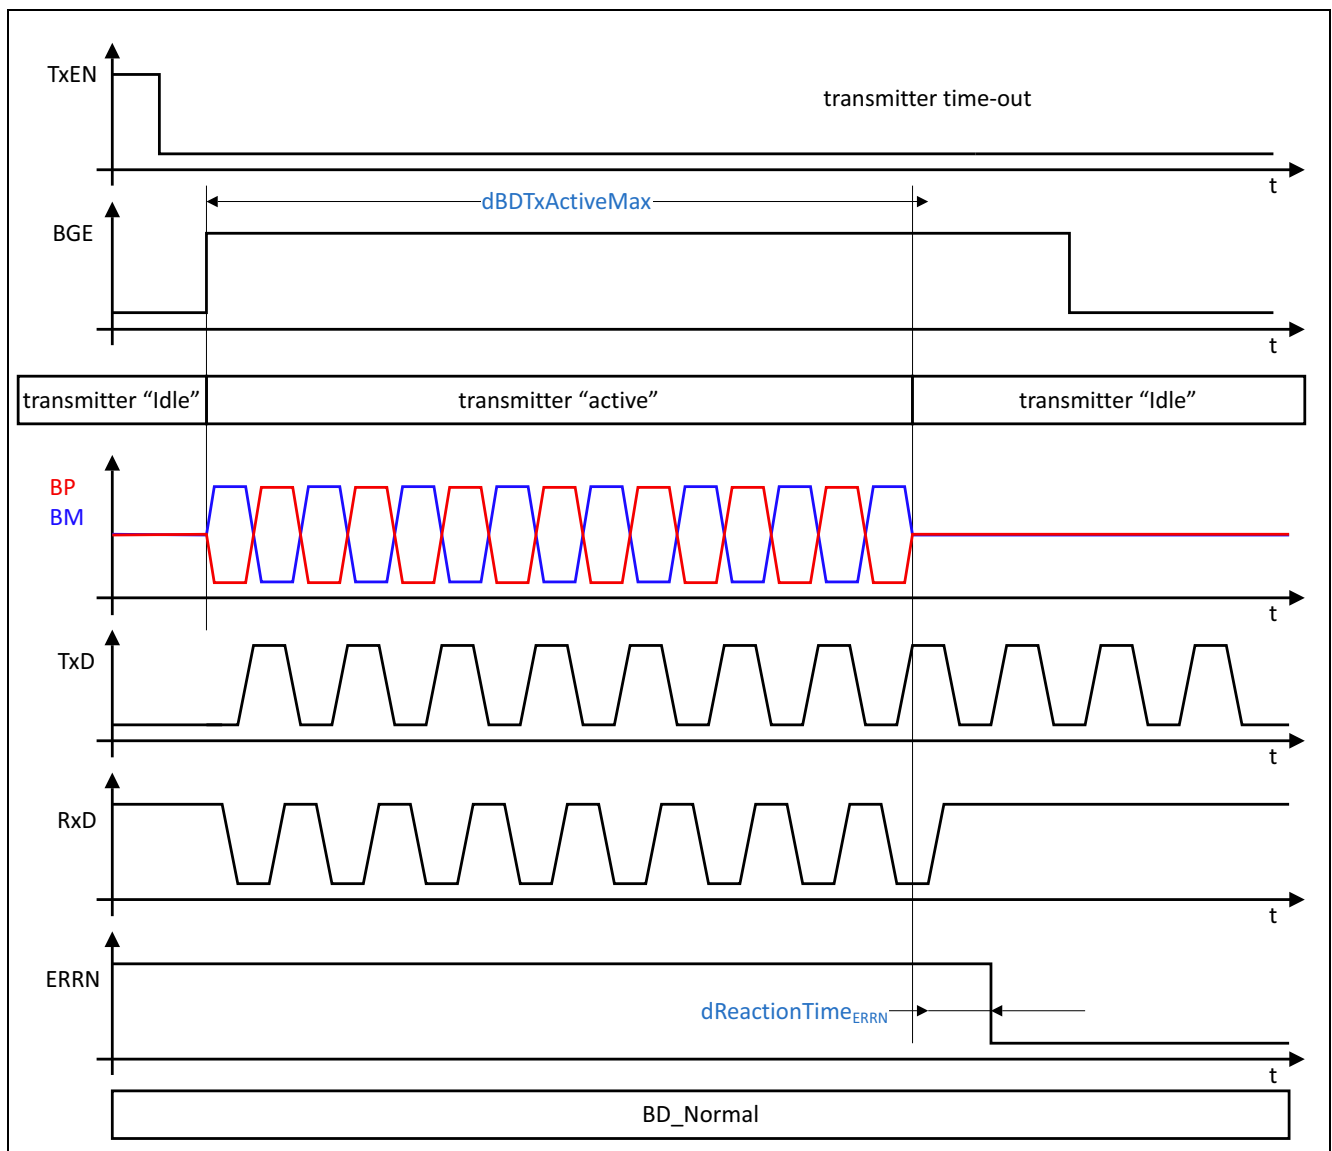 TxEN
transmitter time-out
t
dBDTxActiveMax
BGE
t
transmitter “Idle” transmitter “active” transmitter “Idle”
BP
BM
t
TxD
t
RxD
t
ERRN
dReactionTimeERRN
t
BD_Normal